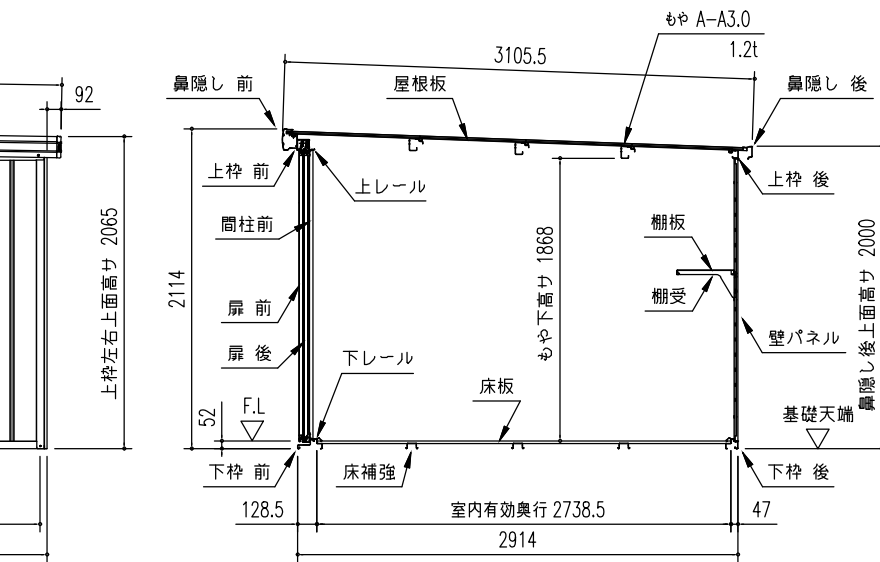 92
上枠左右上面高サ 2065
もや A-A3.0
1.2t
3105.5
鼻隠し 前
屋根板
鼻隠し 後
上枠 前
上レール
上枠 後
間柱前
棚板
棚受
2114
もや下高サ 1868
鼻隠し後上面高サ 2000
扉 前
扉 後
壁パネル
下レール
床板
52
F.L
基礎天端
下枠 前
床補強
下枠 後
128.5
室内有効奥行 2738.5
47
2914